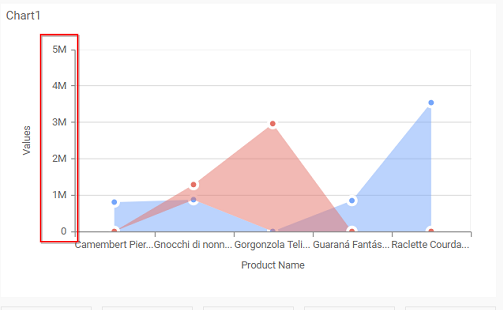 Chart1
5M
4M
3M
2M
1M
0
Values
Camembert Pier... Gnocchi di nonn... Gorgonzola Teli... Guaraná Fantás... Raclette Courda...
Product Name